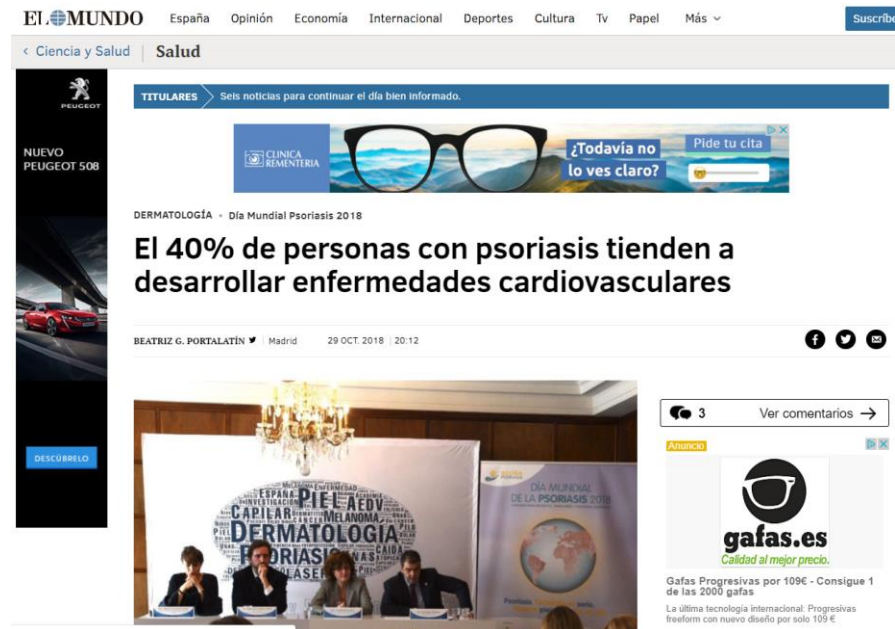 EL MUNDO España Opinión Economía Internacional Deportes Cultura Tv Papel Más
Ciencia y Salud Salud
PEUGEOT
NUEVO
PEUGEOT 508
DESCÚBRELO
TITULARES Seis noticias para continuar el día bien informado.
CLINICA
REMENTERIA
¿Todavía no
lo ves claro?
Pide tu cita
DERMATOLOGÍA Día Mundial Psoriasis 2018
El 40% de personas con psoriasis tienden a
desarrollar enfermedades cardiovasculares
BEATRIZ G. PORTALATÍN Madrid 29 OCT. 2018 20:12
ESPAÑA PIEL AEDV
INVESTIGACIÓN
CAPILAR MELANOMA
CÁNCER
DERMATOLOGÍA
CAIDA
DÍA MUNDIAL
DE LA PSORIASIS 2018
3 Ver comentarios
Anuncio
gafas.es
Calidad al mejor precio.
Gafas Progresivas por 109€ - Consigue 1
de las 2000 gafas
La última tecnología internacional: Progresivas
freeform con nuevo diseño por solo 109 €